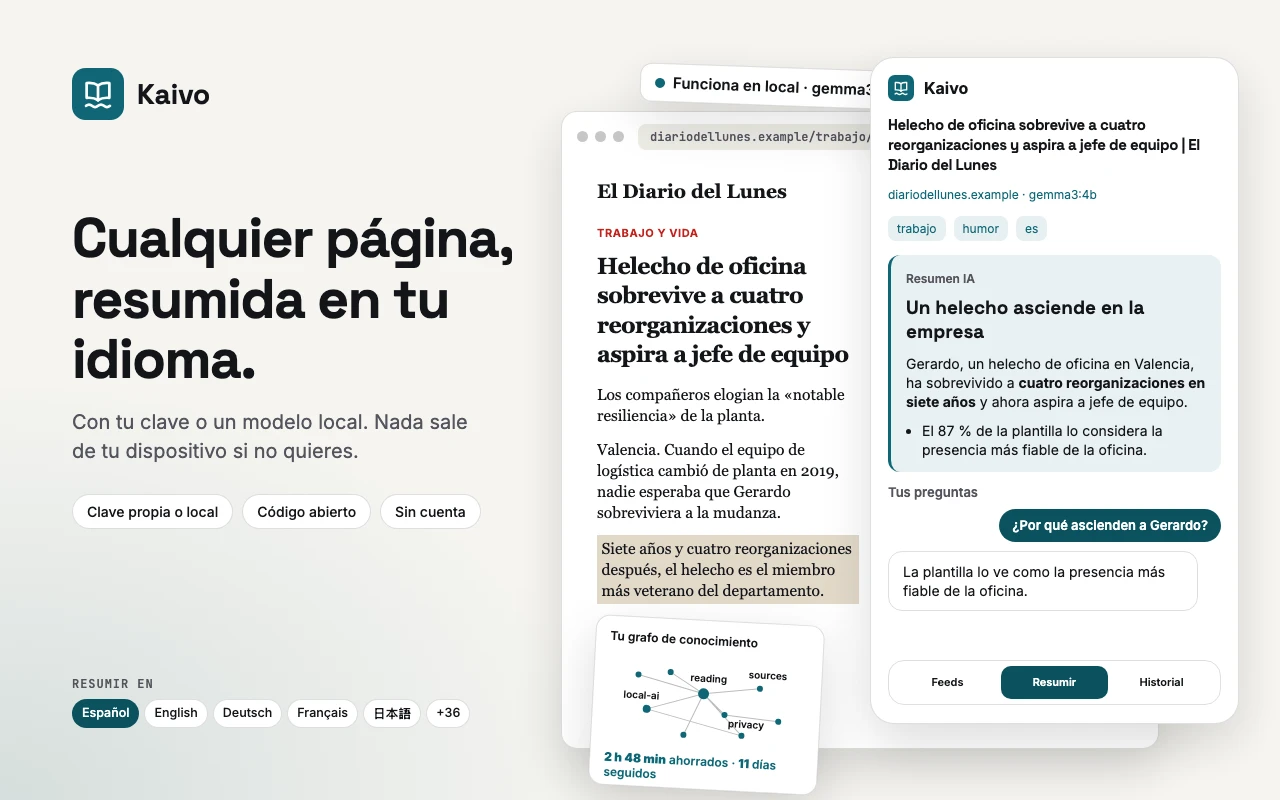 Kaivo
Cualquier página,
resumida en tu
idioma.
Con tu clave o un modelo local. Nada sale
de tu dispositivo si no quieres.
Clave propia o local
Código abierto
Sin cuenta
RESUMIR EN
Español
English
Deutsch
Français
日本語
+36
Funciona en local · gemma3
diariodellunes.example/trabajo/
El Diario del Lunes
TRABAJO Y VIDA
Helecho de oficina
sobrevive a cuatro
reorganizaciones y
aspira a jefe de equipo
Los compañeros elogian la «notable
resiliencia» de la planta.
Valencia. Cuando el equipo de
logística cambió de planta en 2019,
nadie esperaba que Gerardo
sobreviviera a la mudanza.
Siete años y cuatro reorganizaciones
después, el helecho es el miembro
más veterano del departamento.
Tu grafo de conocimiento
reading
sources
local-ai
privacy
2 h 48 min ahorrados · 11 días
seguidos
Kaivo
Helecho de oficina sobrevive a cuatro
reorganizaciones y aspira a jefe de equipo | El
Diario del Lunes
diariodellunes.example · gemma3:4b
trabajo
humor
es
Resumen IA
Un helecho asciende en la
empresa
Gerardo, un helecho de oficina en Valencia,
ha sobrevivido a cuatro reorganizaciones en
siete años y ahora aspira a jefe de equipo.
• El 87 % de la plantilla lo considera la
presencia más fiable de la oficina.
Tus preguntas
¿Por qué ascienden a Gerardo?
La plantilla lo ve como la presencia más
fiable de la oficina.
Feeds
Resumir
Historial